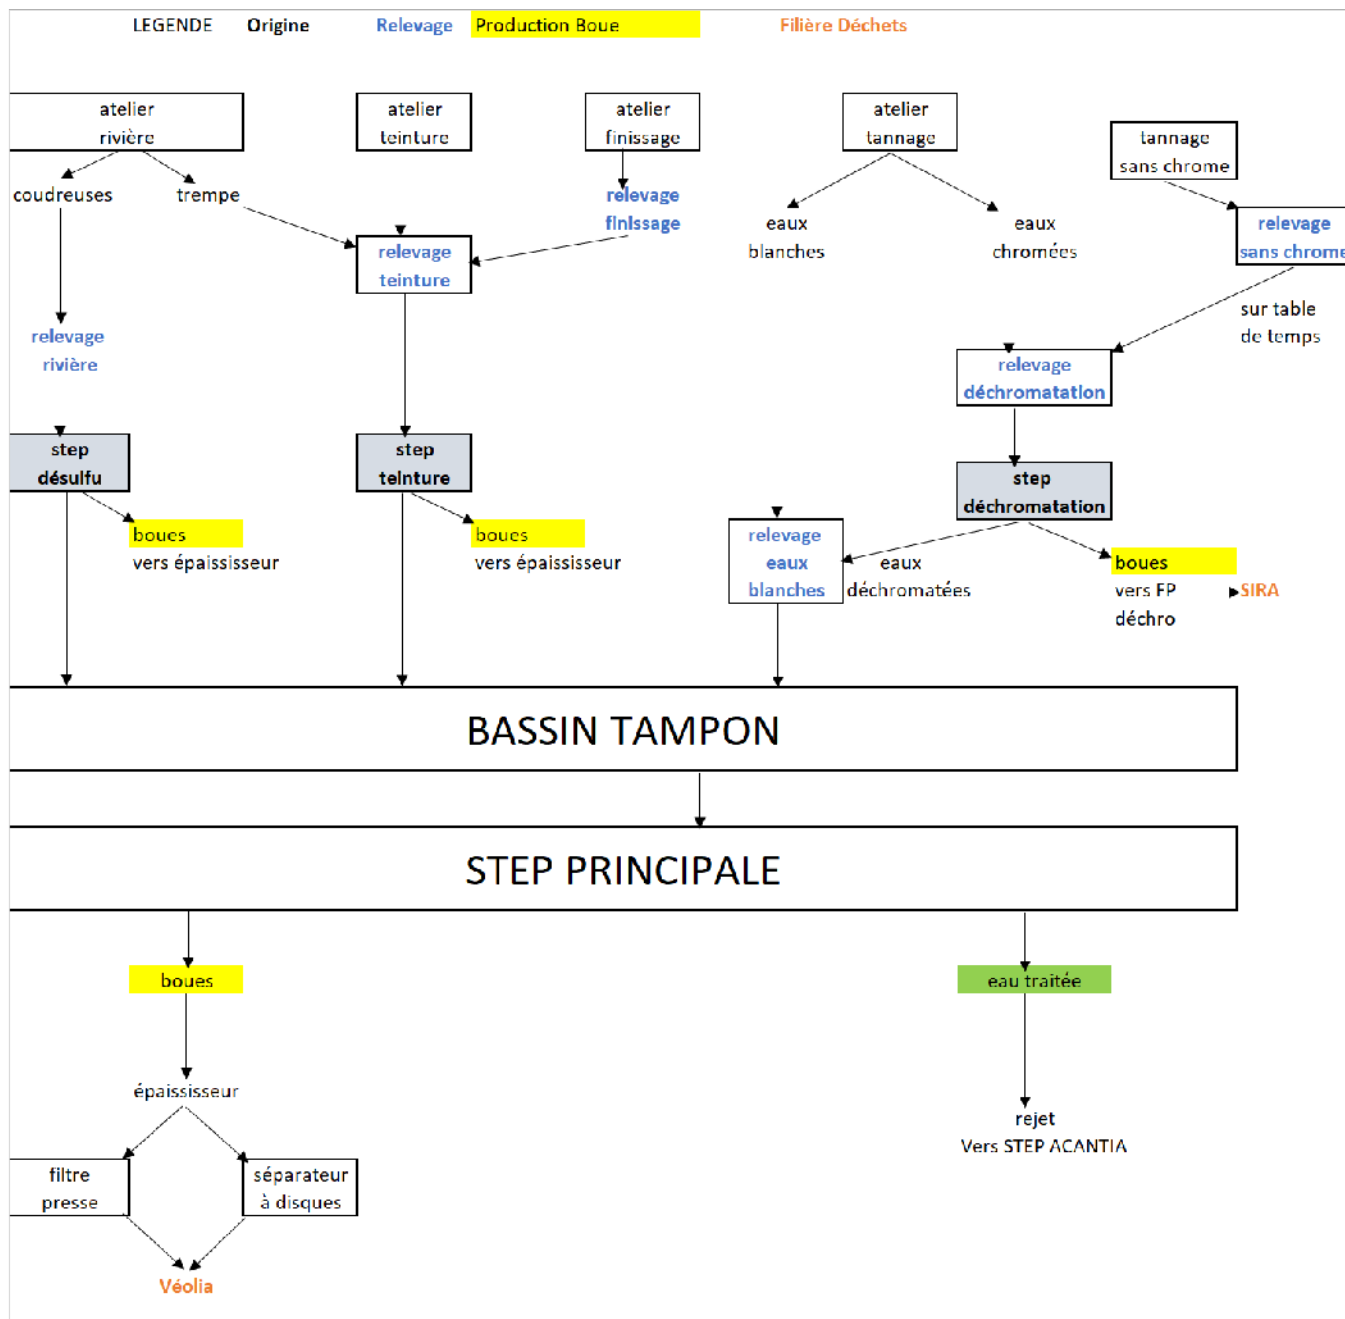 LEGENDE Origine Relevage Production Boue Filière Déchets
atelier
rivière
atelier
teinture
atelier
finissage
atelier
tannage
tannage
sans chrome
coudreuses
trempe
relevage
finissage
eaux
blanches
eaux
chromées
relevage
sans chrome
relevage
teinture
sur table
de temps
relevage
rivière
relevage
déchromatation
step
désulfu
step
teinture
step
déchromatation
boues
vers épaississeur
boues
vers épaississeur
relevage
eaux
blanches
eaux
déchromatées
boues
vers FP
déchro
SIRA
BASSIN TAMPON
STEP PRINCIPALE
boues
eau traitée
épaississeur
rejet
Vers STEP ACANTIA
filtre
presse
séparateur
à disques
Véolia